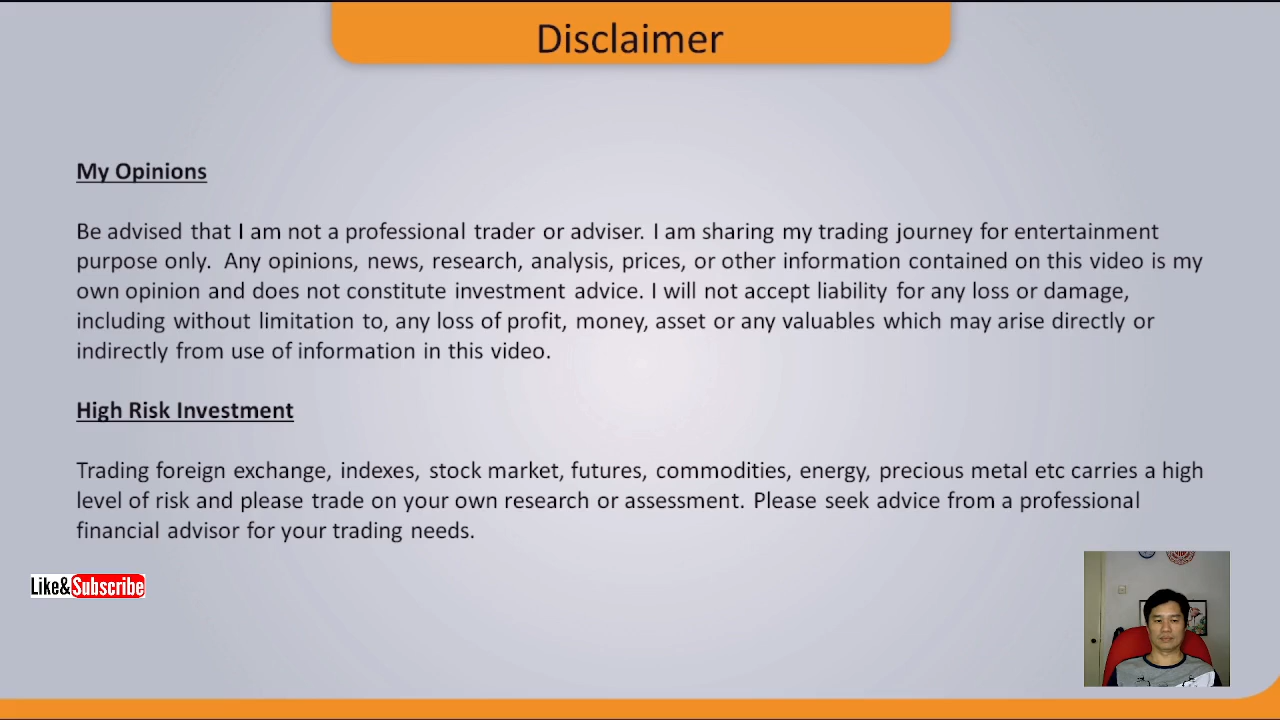 Disclaimer
My Opinions
Be advised that I am not a professional trader or adviser. I am sharing my trading journey for entertainment
purpose only.  Any opinions, news, research, analysis, prices, or other information contained on this video is my
own opinion and does not constitute investment advice. I will not accept liability for any loss or damage,
including without limitation to, any loss of profit, money, asset or any valuables which may arise directly or
indirectly from use of information in this video.
High Risk Investment
Trading foreign exchange, indexes, stock market, futures, commodities, energy, precious metal etc carries a high
level of risk and please trade on your own research or assessment. Please seek advice from a professional
financial advisor for your trading needs.
Like&Subscribe